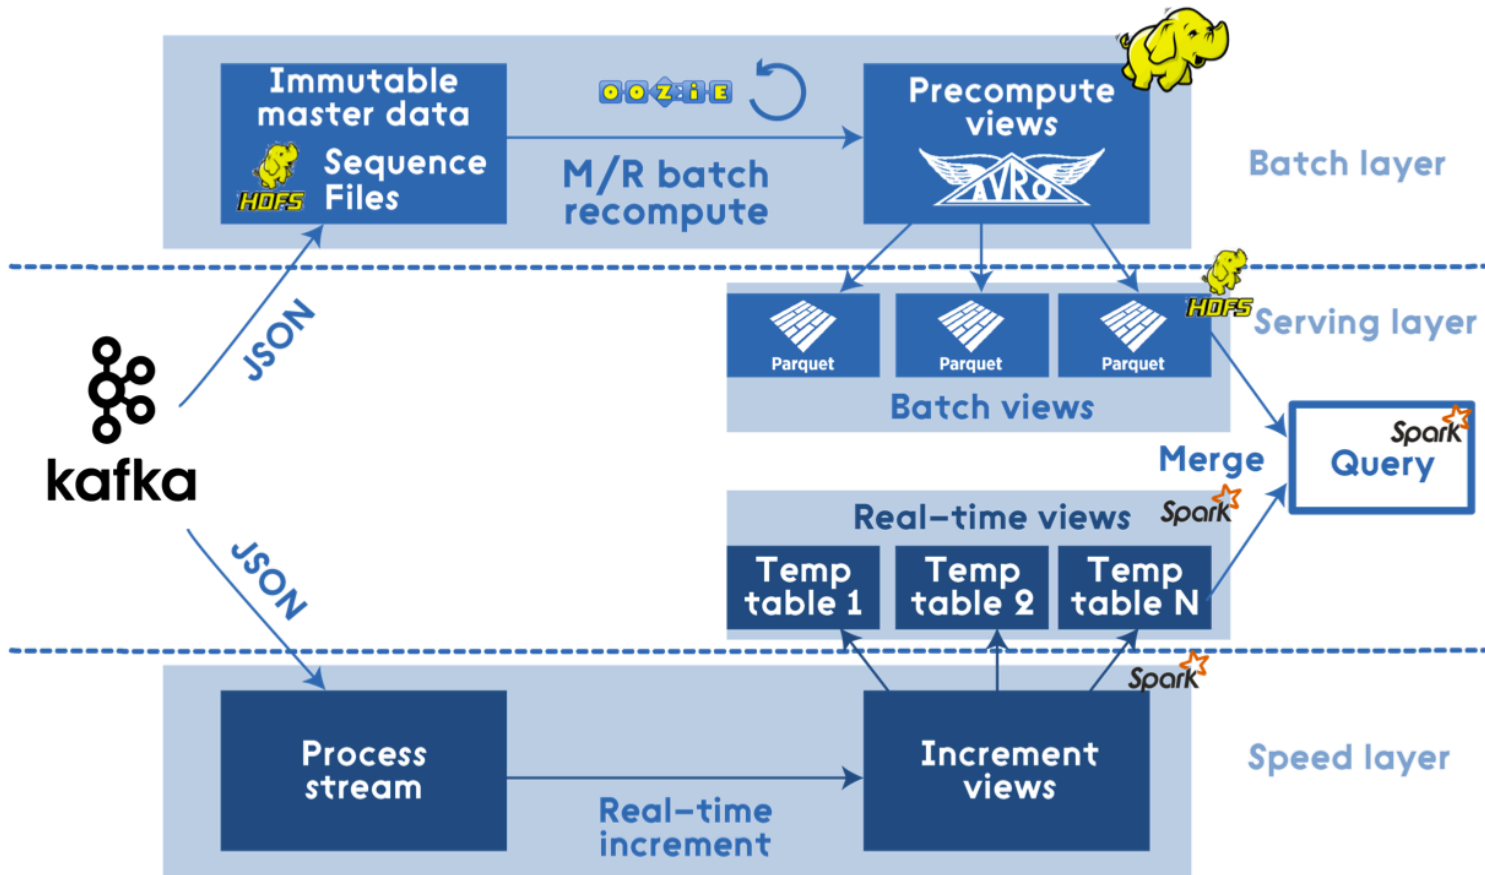 Immutable
master data
HDFS
Sequence
Files
OOZiE
M/R batch
recompute
Precompute
views
AVRO
Batch layer
JSON
Parquet
Parquet
Parquet
HDFS
Serving layer
Batch views
kafka
Merge
Spark
Query
Real-time views
Spark
Temp
table 1
Temp
table 2
Temp
table N
JSON
Process
stream
Real-time
increment
Increment
views
Spark
Speed layer